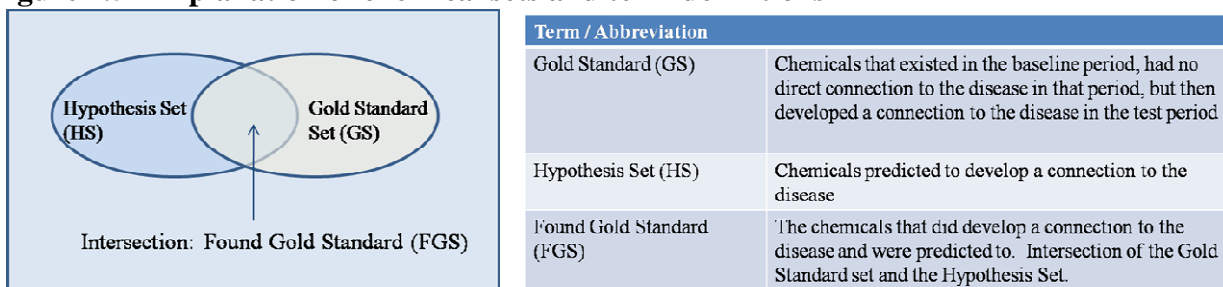 Hypothesis Set
(HS)
Gold Standard
Set (GS)
Intersection: Found Gold Standard (FGS)
Term / Abbreviation
Gold Standard (GS)
Chemicals that existed in the baseline period, had no
direct connection to the disease in that period, but then
developed a connection to the disease in the test period
Hypothesis Set (HS)
Chemicals predicted to develop a connection to the
disease
Found Gold Standard
(FGS)
The chemicals that did develop a connection to the
disease and were predicted to. Intersection of the Gold
Standard set and the Hypothesis Set.